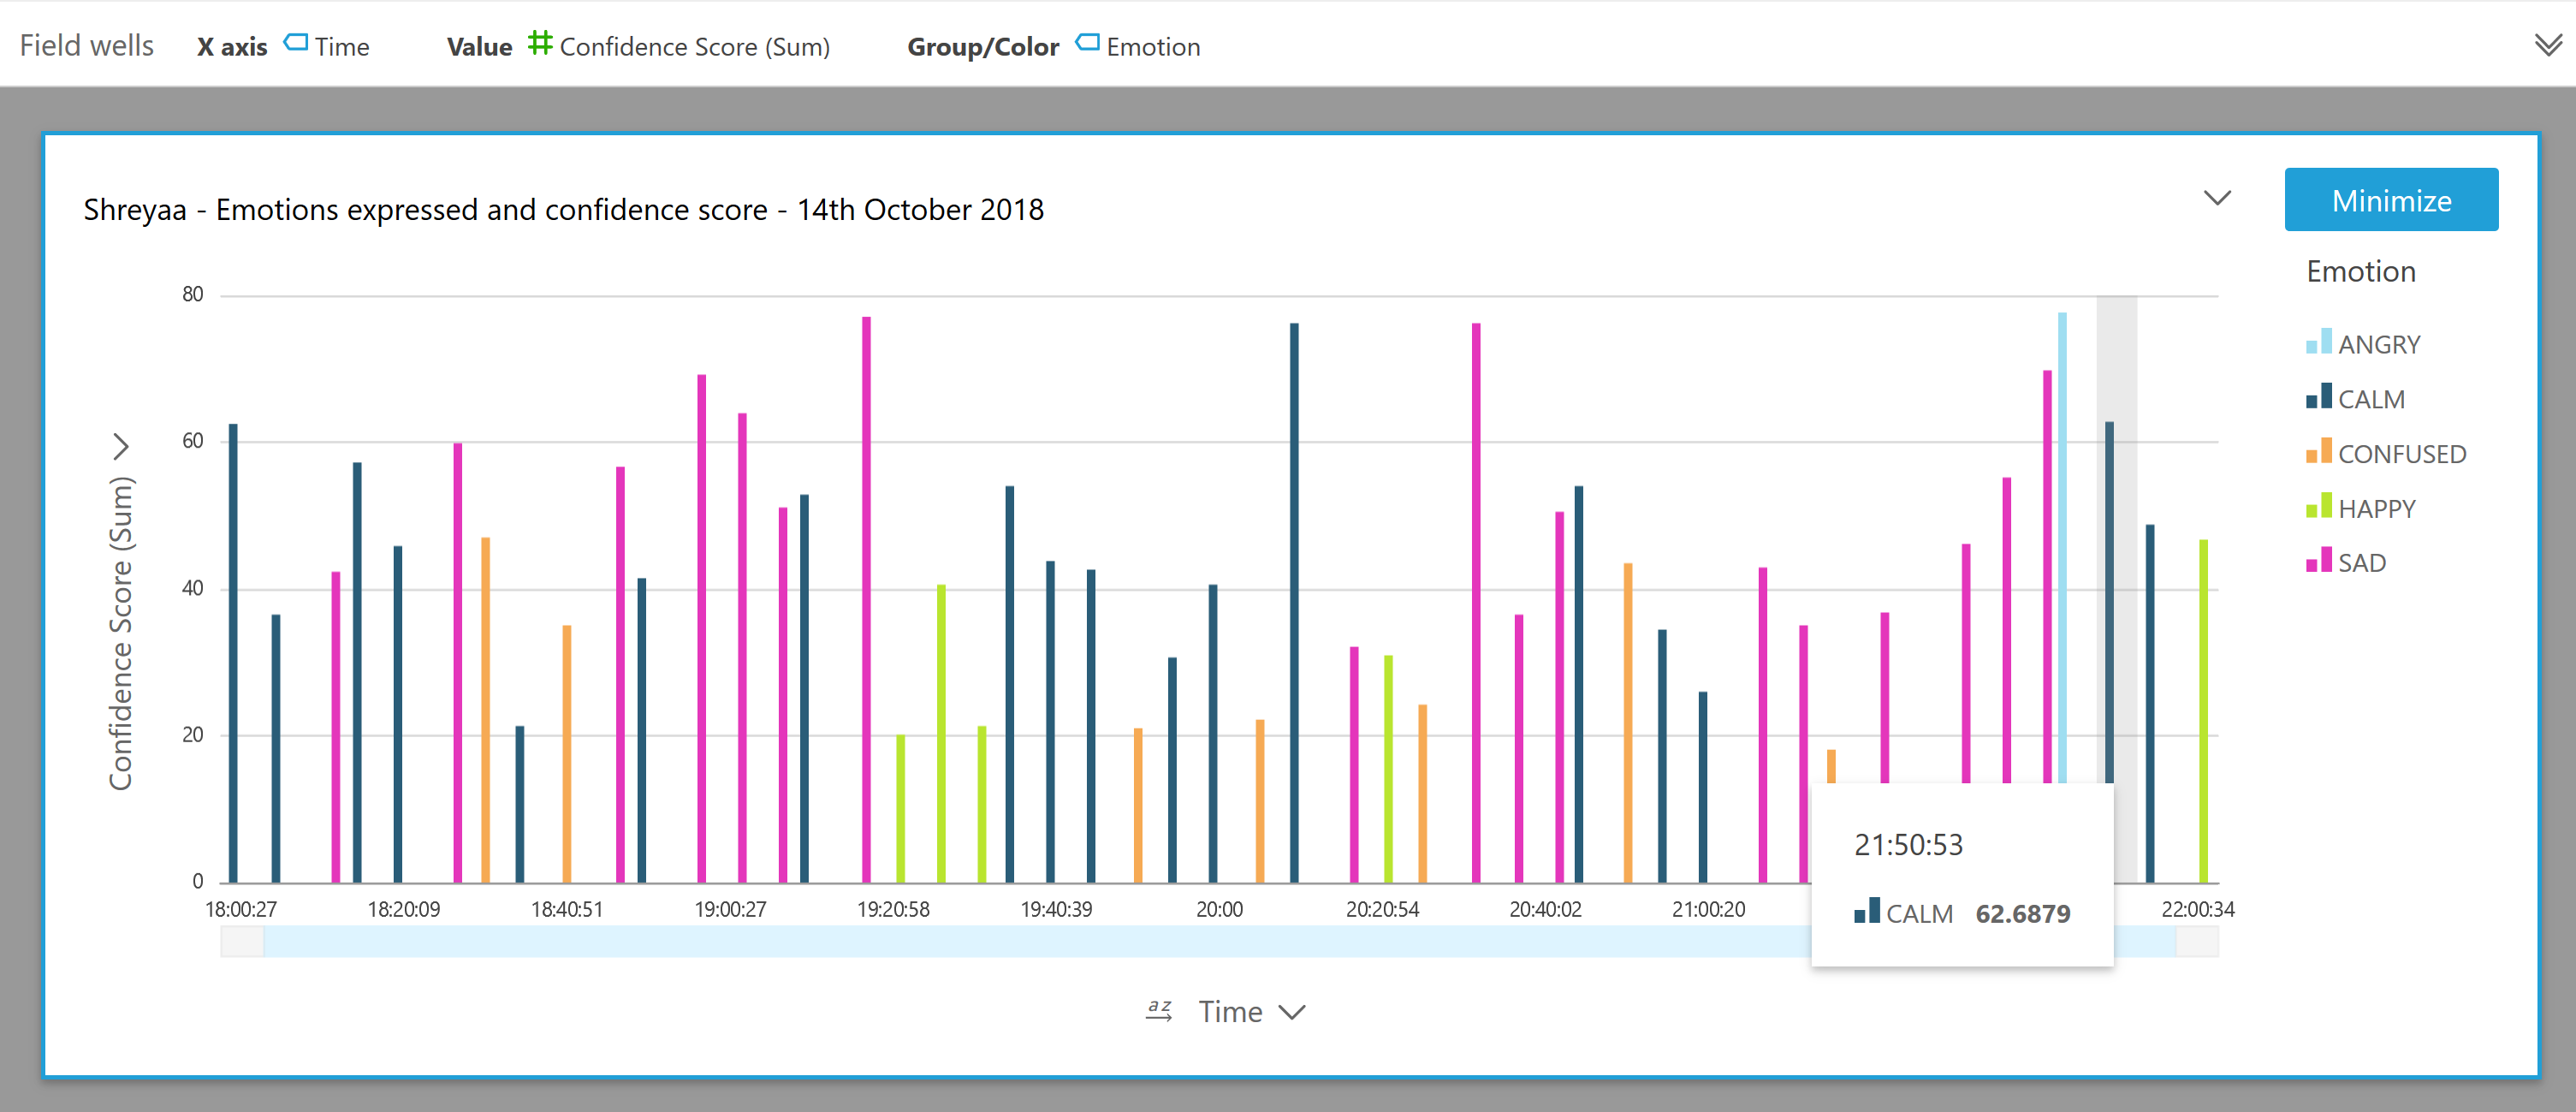 Field wells X axis Time Value Confidence Score (Sum) Group/Color Emotion
Shreyaa - Emotions expressed and confidence score - 14th October 2018
Minimize
Emotion
ANGRY
CALM
CONFUSED
HAPPY
SAD
Confidence Score (Sum)
80
60
40
20
0
18:00:27 18:20:09 18:40:51 19:00:27 19:20:58 19:40:39 20:00 20:20:54 20:40:02 21:00:20 22:00:34
21:50:53
CALM 62.6879
az Time